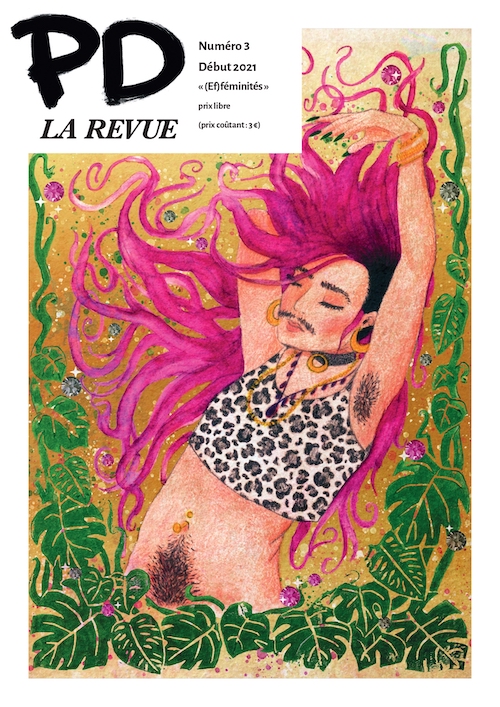 PD
LA REVUE
Numéro 3
Début 2021
« (Ef)féminités »
prix libre
(prix coûtant : 3 €)